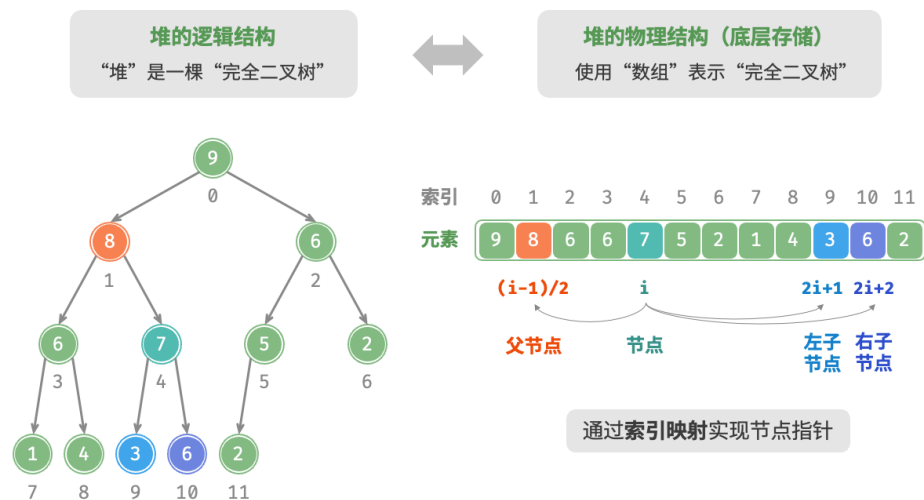 堆的逻辑结构
“堆”是一棵“完全二叉树”
堆的物理结构（底层存储）
使用“数组”表示“完全二叉树”
9
0
8
6
1
2
6
7
5
2
3
4
5
6
1
4
3
6
2
7
8
9
10
11
索引 0 1 2 3 4 5 6 7 8 9 10 11
元素 9 8 6 6 7 5 2 1 4 3 6 2
(i-1)/2 i 2i+1 2i+2
父节点 节点 左子节点 右子节点
通过索引映射实现节点指针